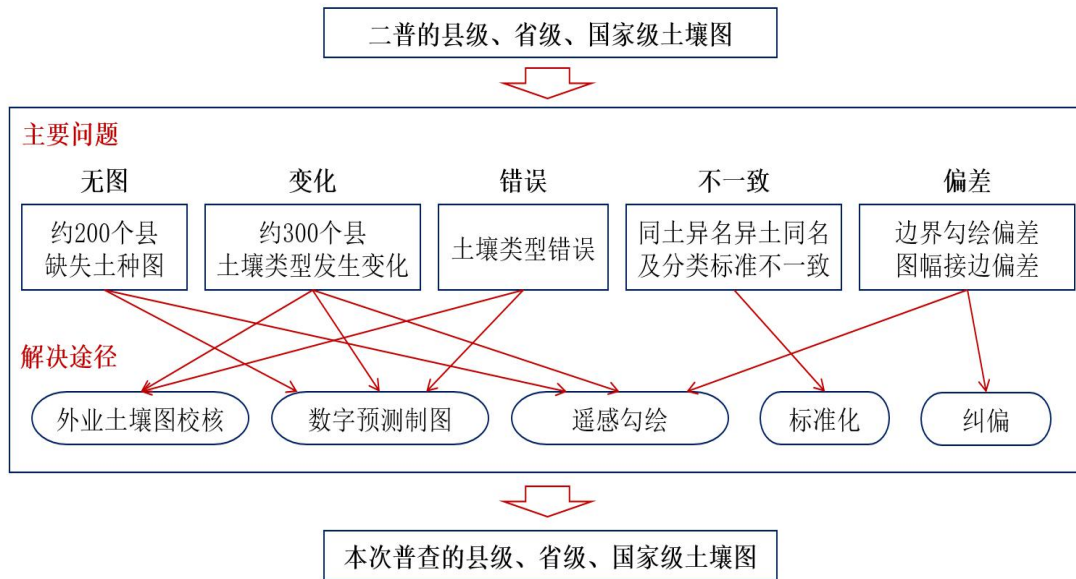 二普的县级、省级、国家级土壤图
主要问题
无图
变化
错误
不一致
偏差
约200个县
缺失土种图
约300个县
土壤类型发生变化
土壤类型错误
同土异名异土同名
及分类标准不一致
边界勾绘偏差
图幅接边偏差
解决途径
外业土壤图校核
数字预测制图
遥感勾绘
标准化
纠偏
本次普查的县级、省级、国家级土壤图